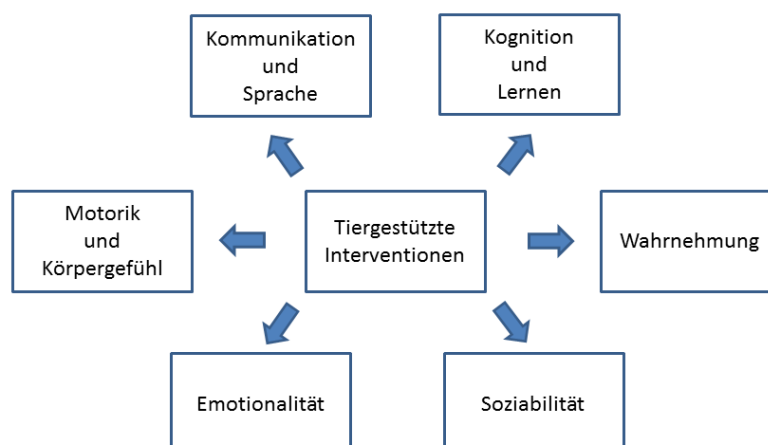 Kommunikation
und
Sprache
Kognition
und
Lernen
Motorik
und
Körpergefühl
Tiergestützte
Interventionen
Wahrnehmung
Emotionalität
Soziabilität